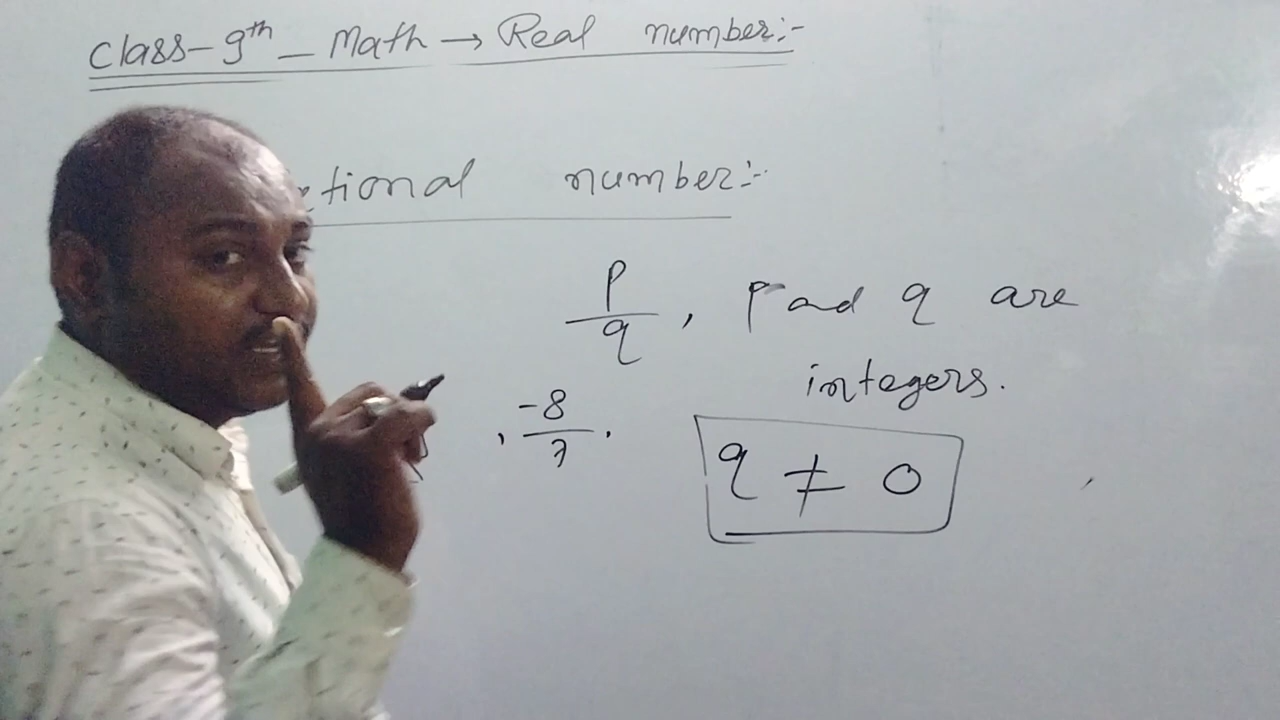 Class-9th - Math → Real number:-
tional number:-
p/q, p and q are
integers.
, -8/7.
q ≠ 0